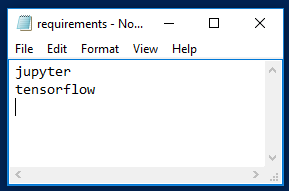 requirements - No...
File Edit Format View Help
jupyter
tensorflow